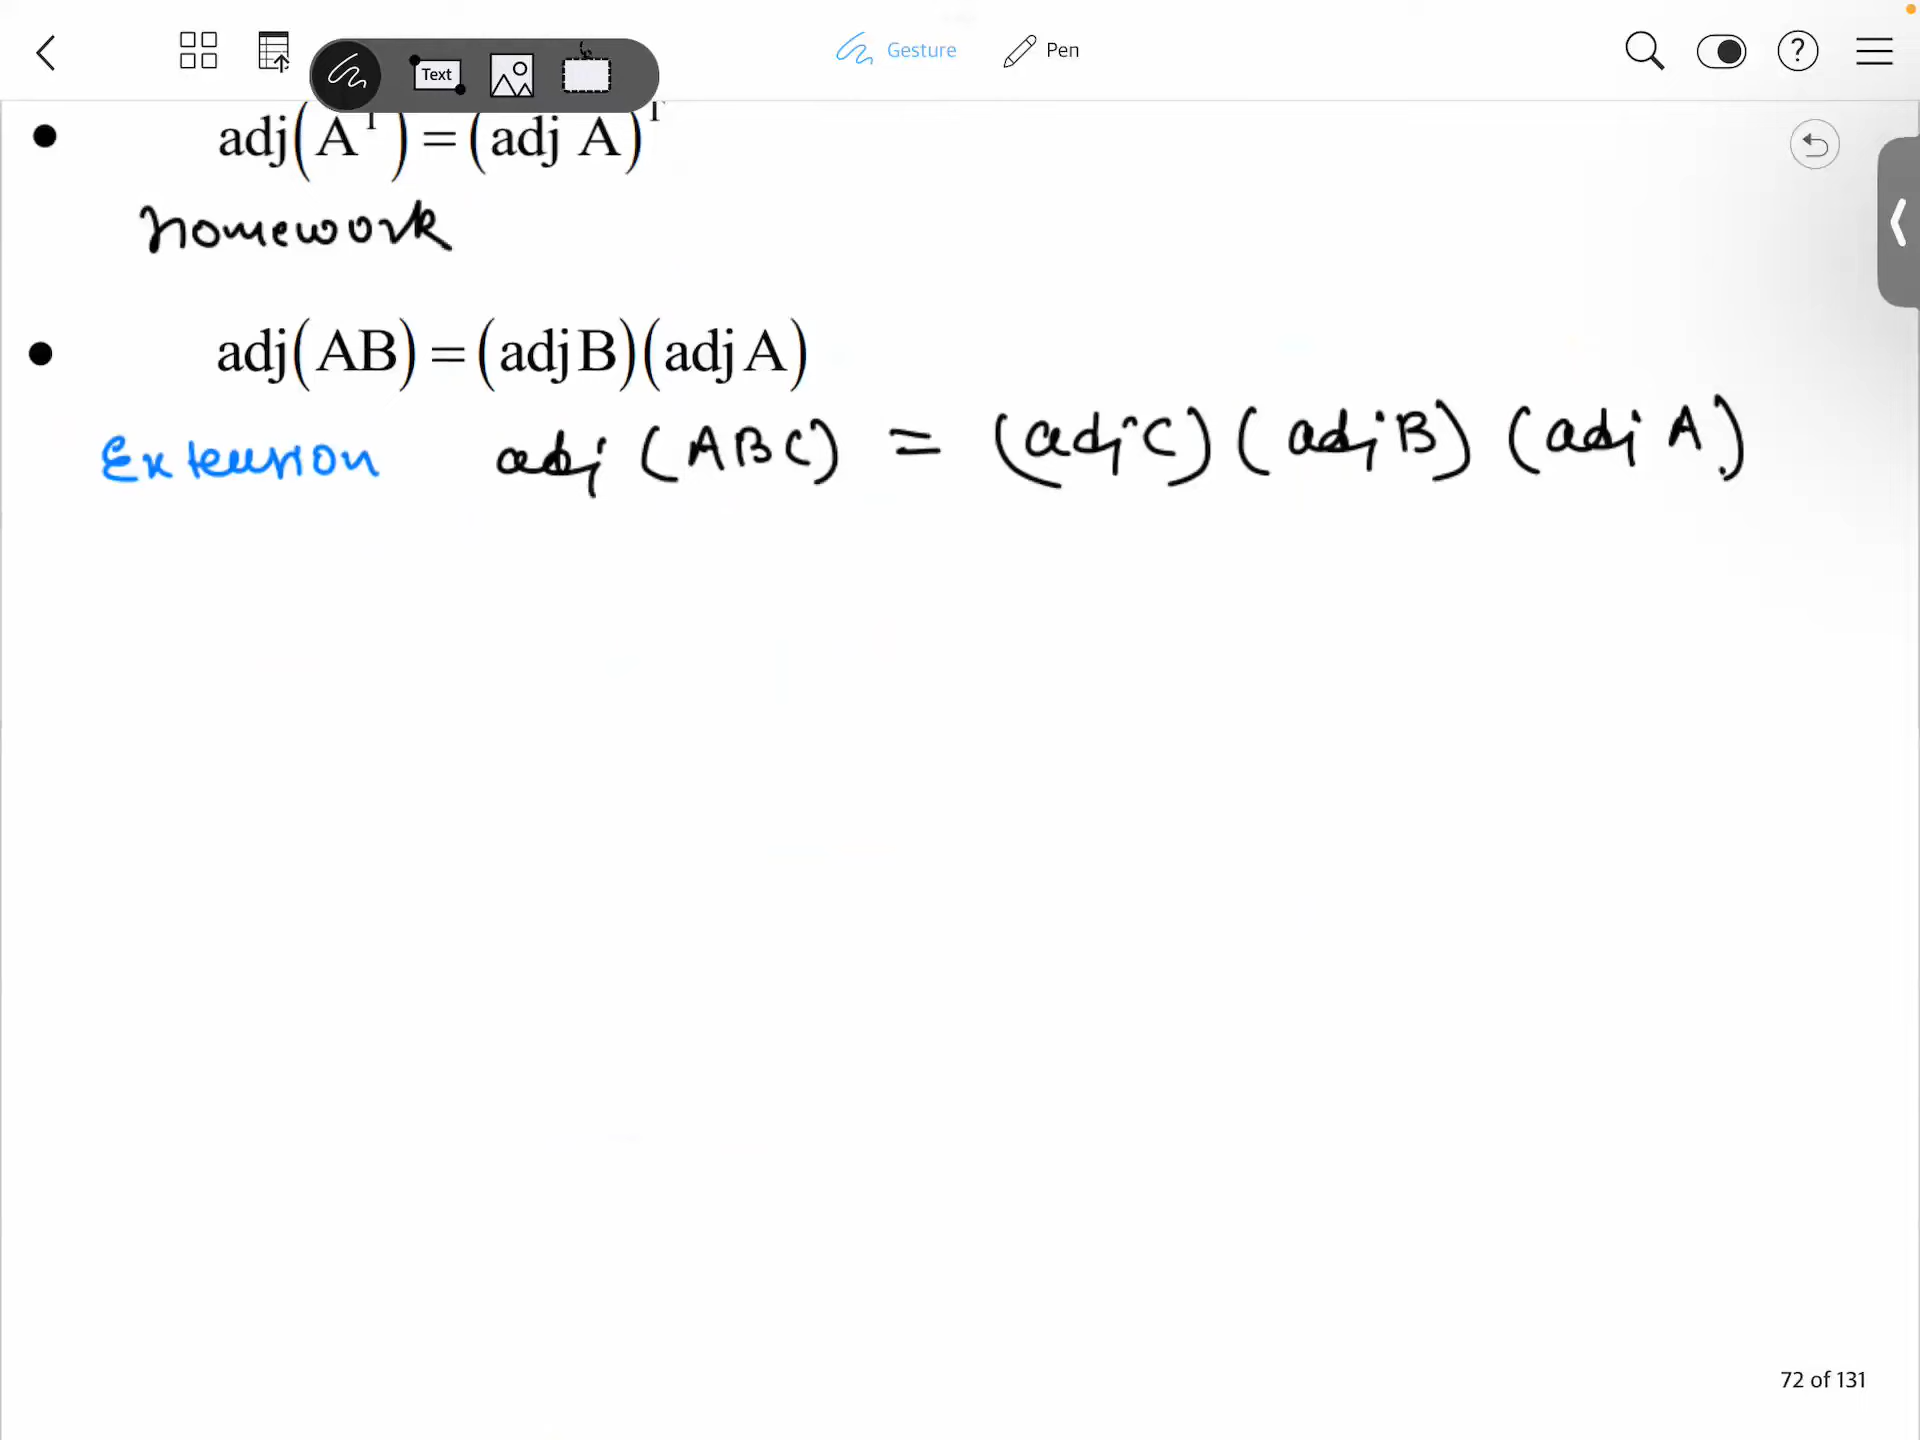 Text Gesture Pen
adj(A^T) = (adj A)^T
homework
adj(AB) = (adj B)(adj A)
Extension adj (ABC) = (adj C) (adj B) (adj A)
72 of 131